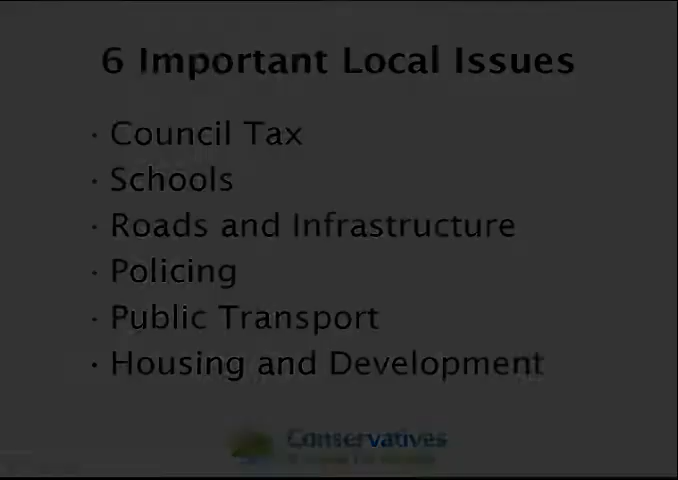 6 Important Local Issues
· Council Tax
· Schools
· Roads and Infrastructure
· Policing
· Public Transport
· Housing and Development
Conservatives